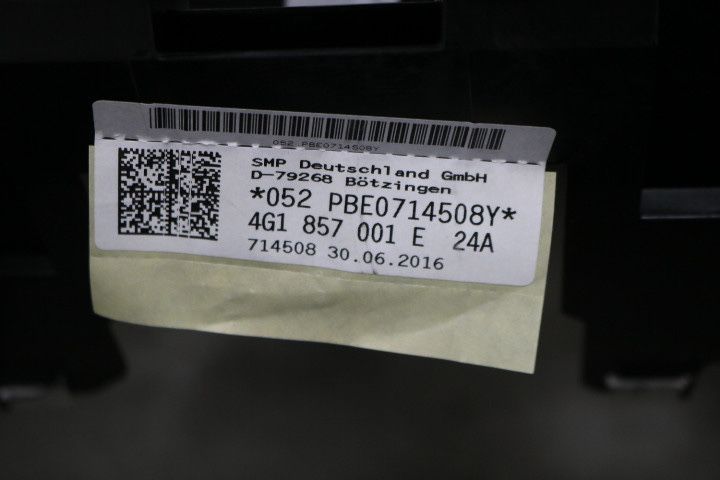 052 PBE0714508Y
SMP Deutschland GmbH
D-79268 Bötzingen
*052 PBE0714508Y*
4G1 857 001 E 24A
714508 30.06.2016